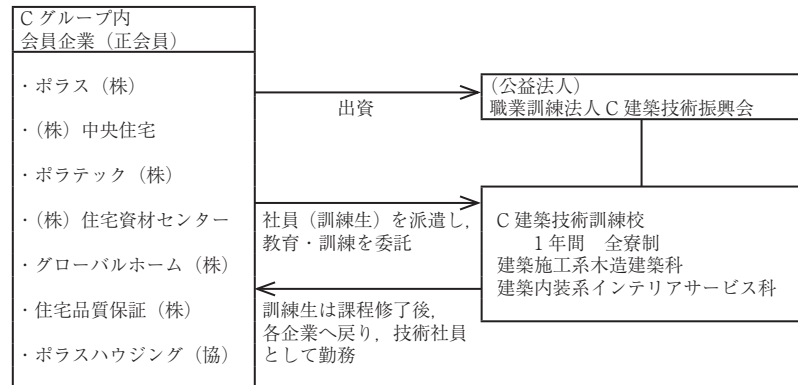 Cグループ内
会員企業（正会員）
・ポラス（株）
・（株）中央住宅
・ポラテック（株）
・（株）住宅資材センター
・グローバルホーム（株）
・住宅品質保証（株）
・ポラスハウジング（協）
出資
（公益法人）
職業訓練法人C建築技術振興会
社員（訓練生）を派遣し，
教育・訓練を委託
C建築技術訓練校
1年間　全寮制
建築施工系木造建築科
建築内装系インテリアサービス科
訓練生は課程修了後，
各企業へ戻り，技術社員
として勤務